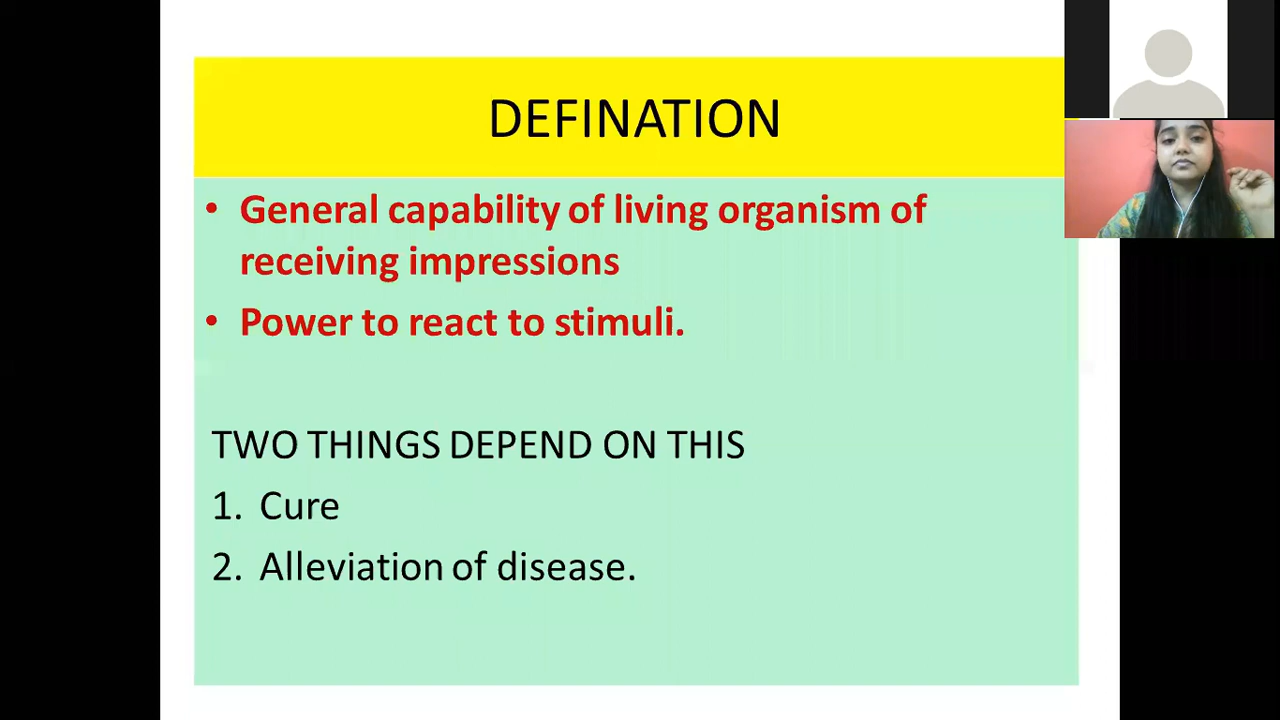 DEFINATION
• General capability of living organism of
receiving impressions
• Power to react to stimuli.
TWO THINGS DEPEND ON THIS
1. Cure
2. Alleviation of disease.